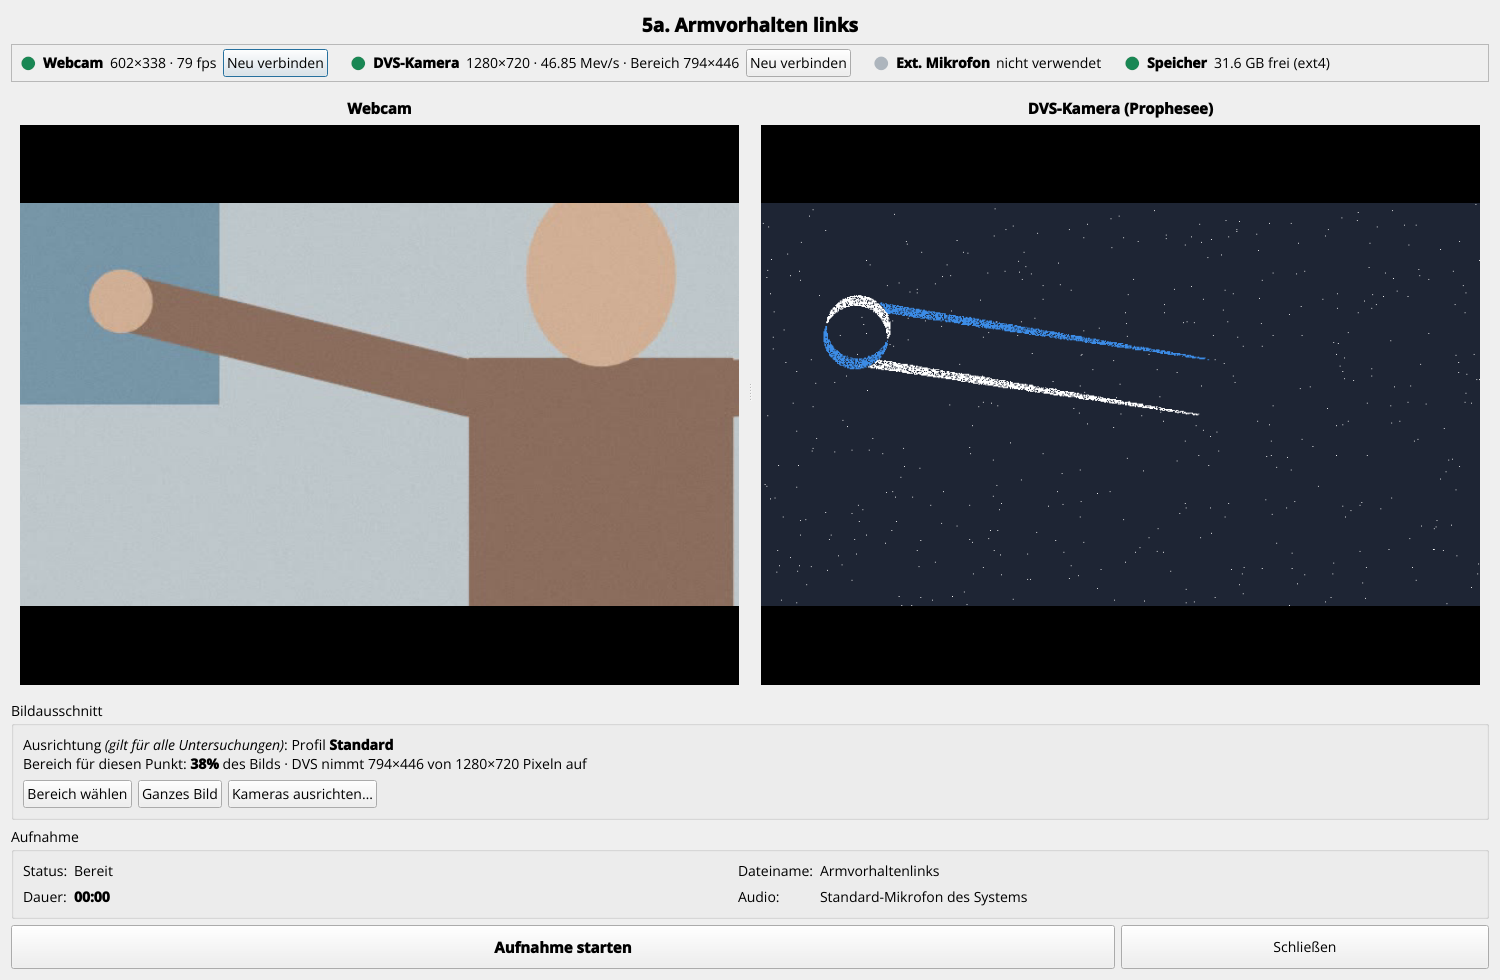 5a. Armvorhalten links
Webcam 602×338 · 79 fps Neu verbinden DVS-Kamera 1280×720 · 46.85 Mev/s · Bereich 794×446 Neu verbinden Ext. Mikrofon nicht verwendet Speicher 31.6 GB frei (ext4)
Webcam DVS-Kamera (Prophesee)
Bildausschnitt
Ausrichtung (gilt für alle Untersuchungen): Profil Standard
Bereich für diesen Punkt: 38% des Bilds · DVS nimmt 794×446 von 1280×720 Pixeln auf
Bereich wählen Ganzes Bild Kameras ausrichten...
Aufnahme
Status: Bereit Dateiname: Armvorhaltenlinks
Dauer: 00:00 Audio: Standard-Mikrofon des Systems
Aufnahme starten Schließen